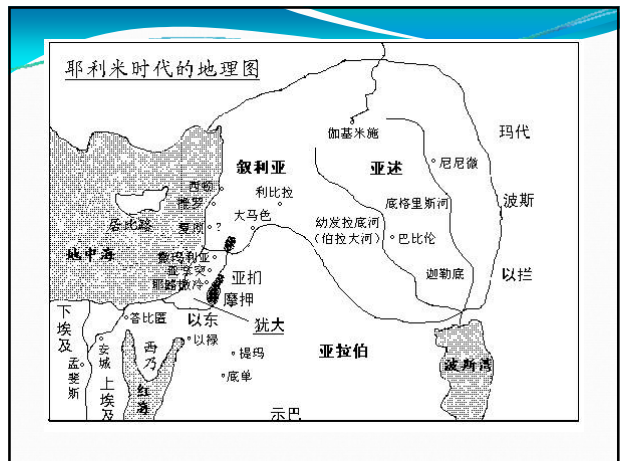 耶利米时代的地理图
伽基米施
玛代
叙利亚
亚述
尼尼微
西顿
利比拉
底格里斯河
波斯
推罗
居比路
大马色
幼发拉底河
(伯拉大河)
巴比伦
夏琐
?
地中海
撒玛利亚
亚扪
迦勒底
以拦
耶路撒冷
摩押
下埃及
答比匿
以东
犹大
安城
西乃
以禄
提玛
亚拉伯
波斯湾
孟斐斯
上埃及
红海
底单
示巴